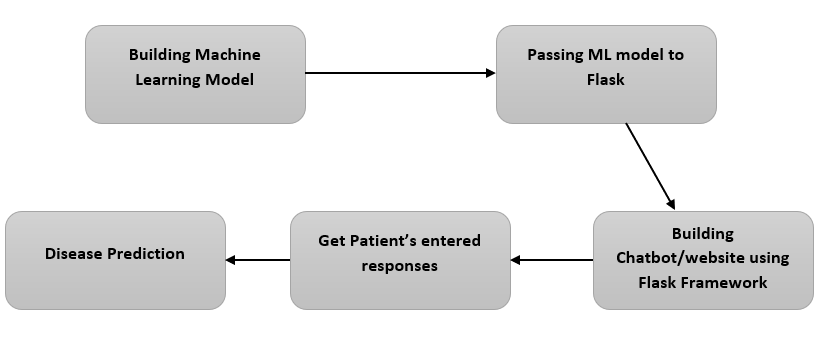 Building Machine
Learning Model
Passing ML model to
Flask
Building
Chatbot/website using
Flask Framework
Get Patient’s entered
responses
Disease Prediction